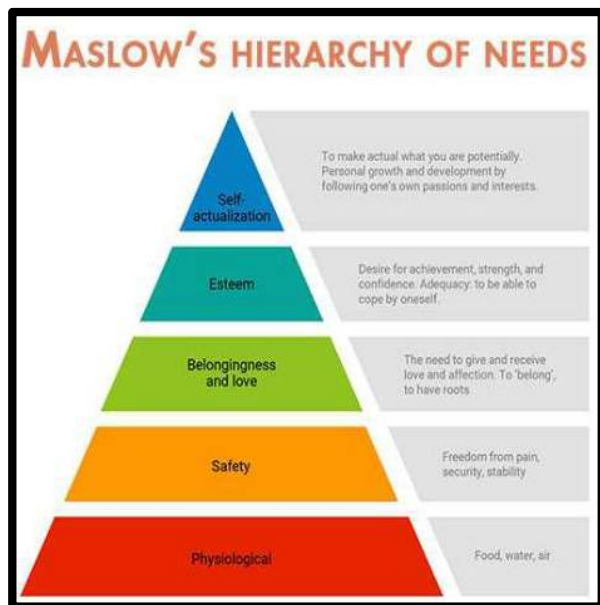 MASLOW'S HIERARCHY OF NEEDS
Self-
actualization
To make actual what you are potentially.
Personal growth and development by
following one's own passions and interests.
Esteem
Desire for achievement, strength, and
confidence. Adequacy: to be able to
cope by oneself.
Belongingness
and love
The need to give and receive
love and affection. To 'belong',
to have roots
Safety
Freedom from pain,
security, stability
Physiological
Food, water, air